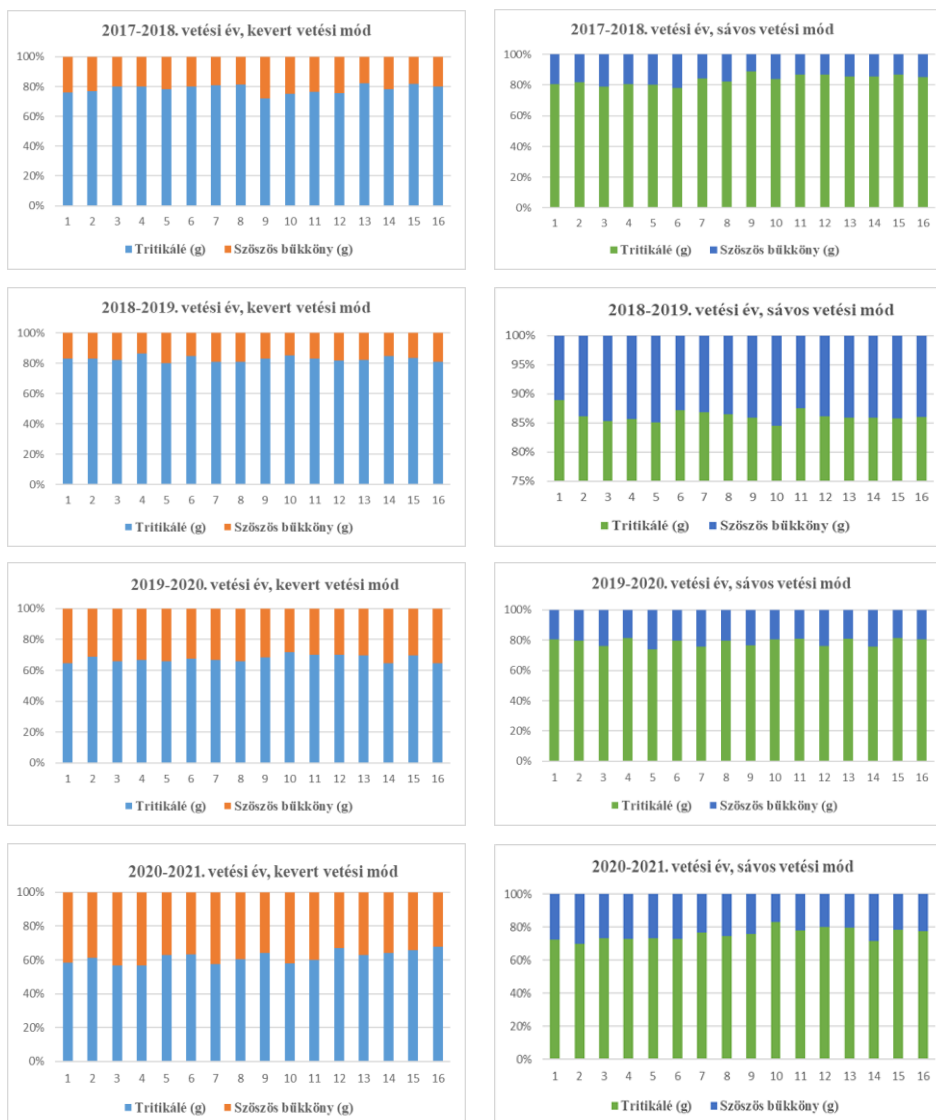 2017-2018. vetési év, kevert vetési mód
100%
80%
60%
40%
20%
0%
1 2 3 4 5 6 7 8 9 10 11 12 13 14 15 16
Tritikálé (g) Szöszös bűkköny (g)
2017-2018. vetési év, sávos vetési mód
100%
80%
60%
40%
20%
0%
1 2 3 4 5 6 7 8 9 10 11 12 13 14 15 16
Tritikálé (g) Szöszös bűkköny (g)
2018-2019. vetési év, kevert vetési mód
100%
80%
60%
40%
20%
0%
1 2 3 4 5 6 7 8 9 10 11 12 13 14 15 16
Tritikálé (g) Szöszös bűkköny (g)
2018-2019. vetési év, sávos vetési mód
100%
95%
90%
85%
80%
75%
1 2 3 4 5 6 7 8 9 10 11 12 13 14 15 16
Tritikálé (g) Szöszös bűkköny (g)
2019-2020. vetési év, kevert vetési mód
100%
80%
60%
40%
20%
0%
1 2 3 4 5 6 7 8 9 10 11 12 13 14 15 16
Tritikálé (g) Szöszös bűkköny (g)
2019-2020. vetési év, sávos vetési mód
100%
80%
60%
40%
20%
0%
1 2 3 4 5 6 7 8 9 10 11 12 13 14 15 16
Tritikálé (g) Szöszös bűkköny (g)
2020-2021. vetési év, kevert vetési mód
100%
80%
60%
40%
20%
0%
1 2 3 4 5 6 7 8 9 10 11 12 13 14 15 16
Tritikálé (g) Szöszös bűkköny (g)
2020-2021. vetési év, sávos vetési mód
100%
80%
60%
40%
20%
0%
1 2 3 4 5 6 7 8 9 10 11 12 13 14 15 16
Tritikálé (g) Szöszös bűkköny (g)